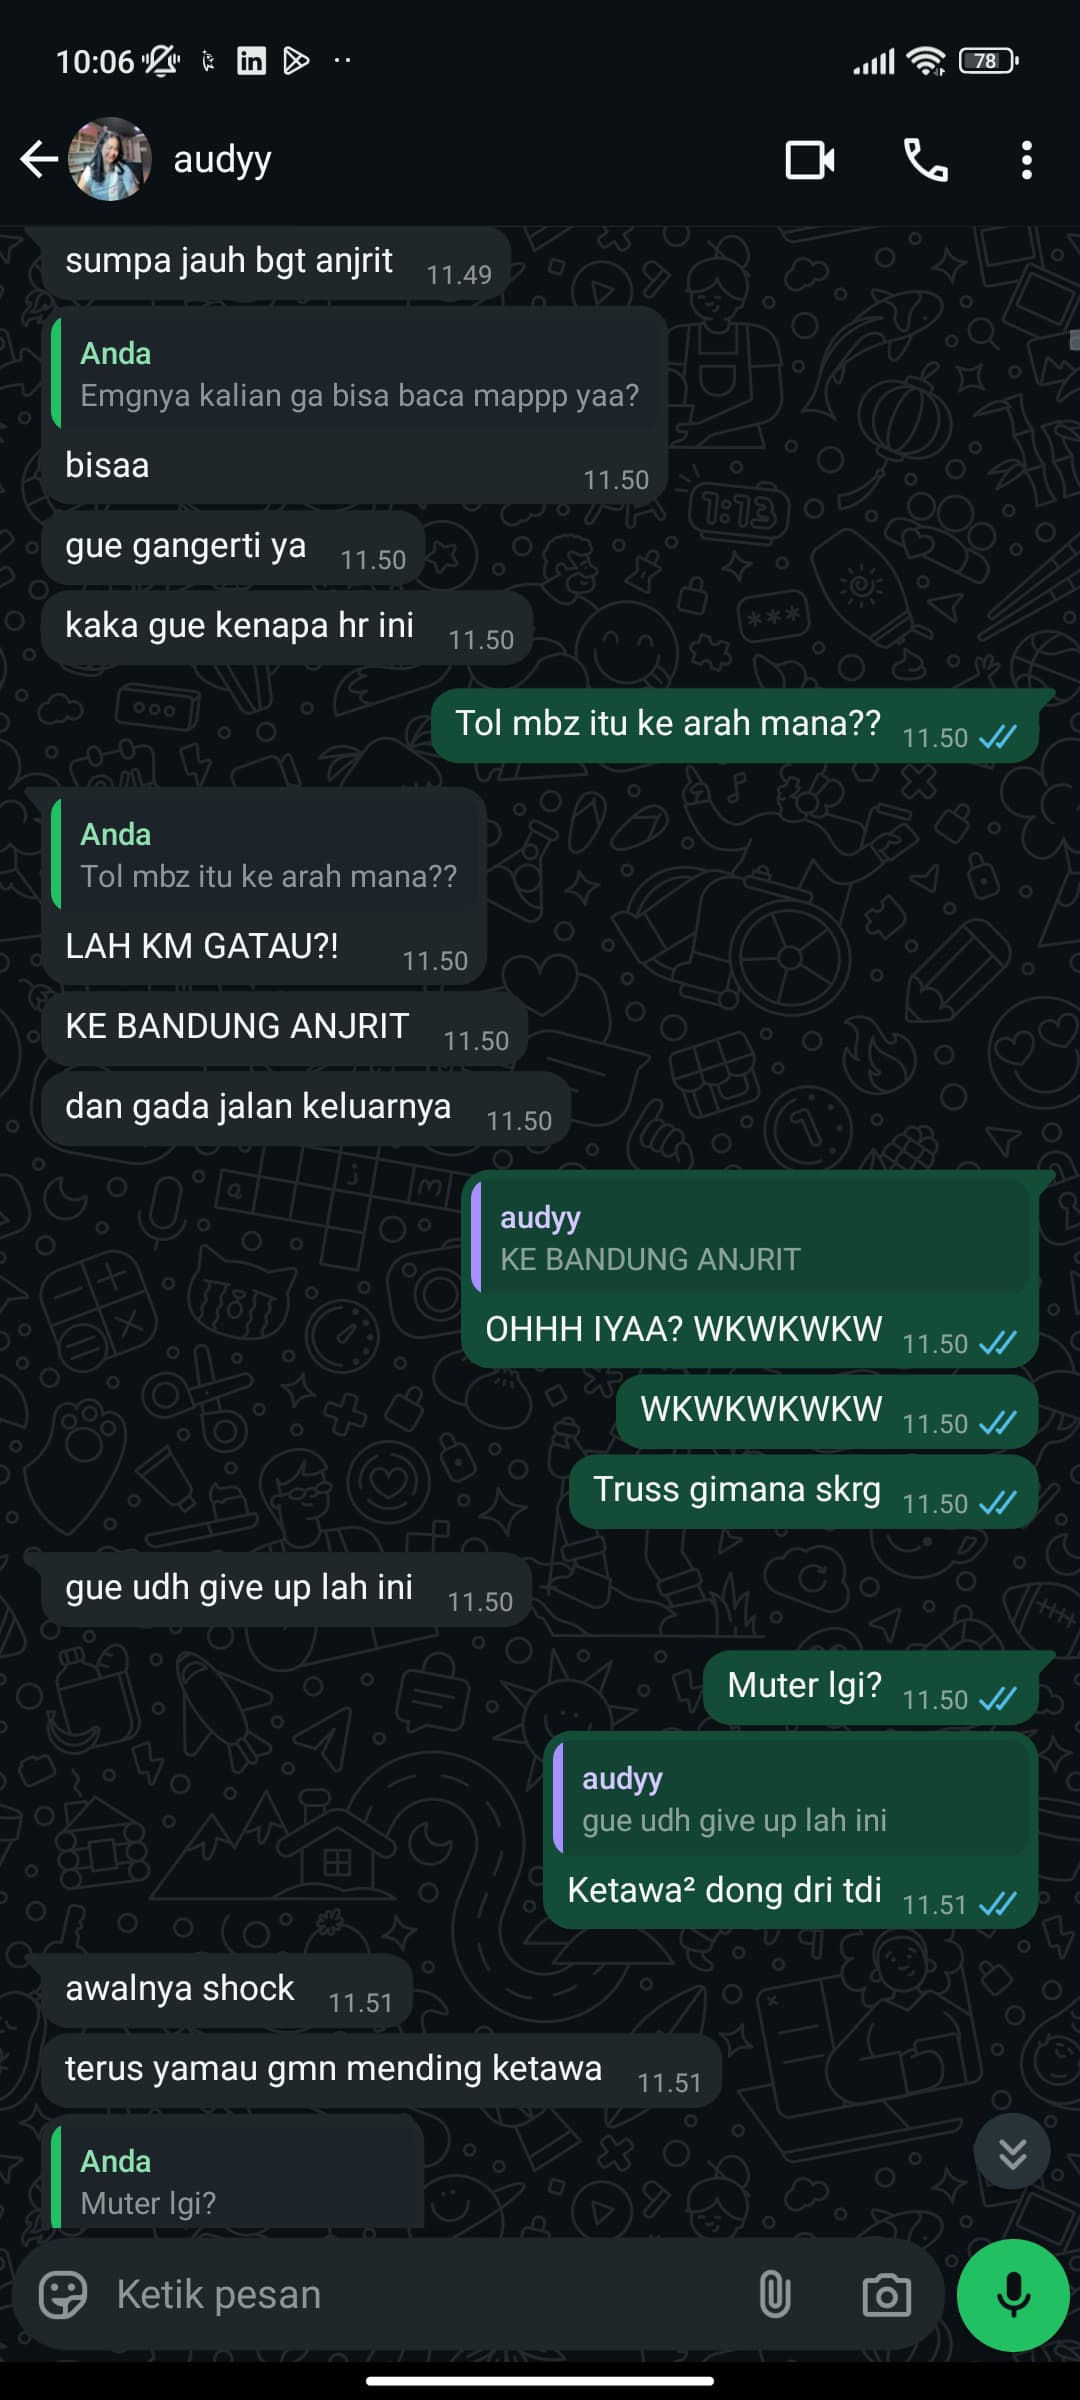 10:06
78
audyy
sumpa jauh bgt anjrit 11.49
Anda
Emgnya kalian ga bisa baca mappp yaa?
bisaa 11.50
gue gangerti ya 11.50
kaka gue kenapa hr ini 11.50
Tol mbz itu ke arah mana?? 11.50
Anda
Tol mbz itu ke arah mana??
LAH KM GATAU?! 11.50
KE BANDUNG ANJRIT 11.50
dan gada jalan keluarnya 11.50
audyy
KE BANDUNG ANJRIT
OHHH IYAA? WKWKWKW 11.50
WKWKWKWKW 11.50
Truss gimana skrg 11.50
gue udh give up lah ini 11.50
Muter lgi? 11.50
audyy
gue udh give up lah ini
Ketawa² dong dri tdi 11.51
awalnya shock 11.51
terus yamau gmn mending ketawa 11.51
Anda
Muter lgi?
Ketik pesan